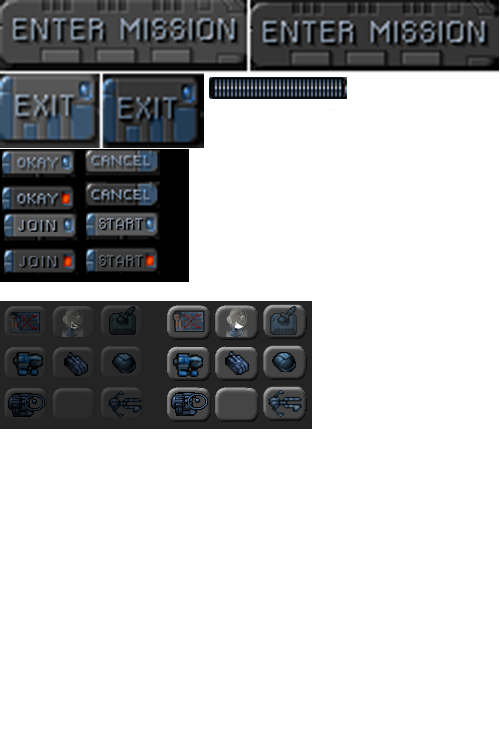 ENTER MISSION ENTER MISSION
EXIT EXIT
OKAY CANCEL
OKAY CANCEL
JOIN START
JOIN START